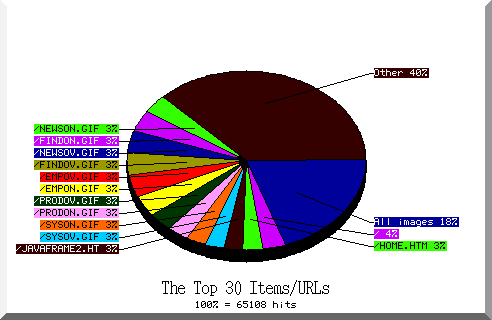 Other 40%
/NEWSON.GIF 3%
/FINDON.GIF 3%
/NEWSOV.GIF 3%
/FINDOV.GIF 3%
/EMPOV.GIF 3%
/EMPON.GIF 3%
/PRODOV.GIF 3%
/PRODON.GIF 3%
/SYSON.GIF 3%
/SYSOV.GIF 3%
/JAVAFRAME2.HT 3%
All images 18%
/ 4%
/HOME.HTM 3%
The Top 30 Items/URLs
100% = 65108 hits